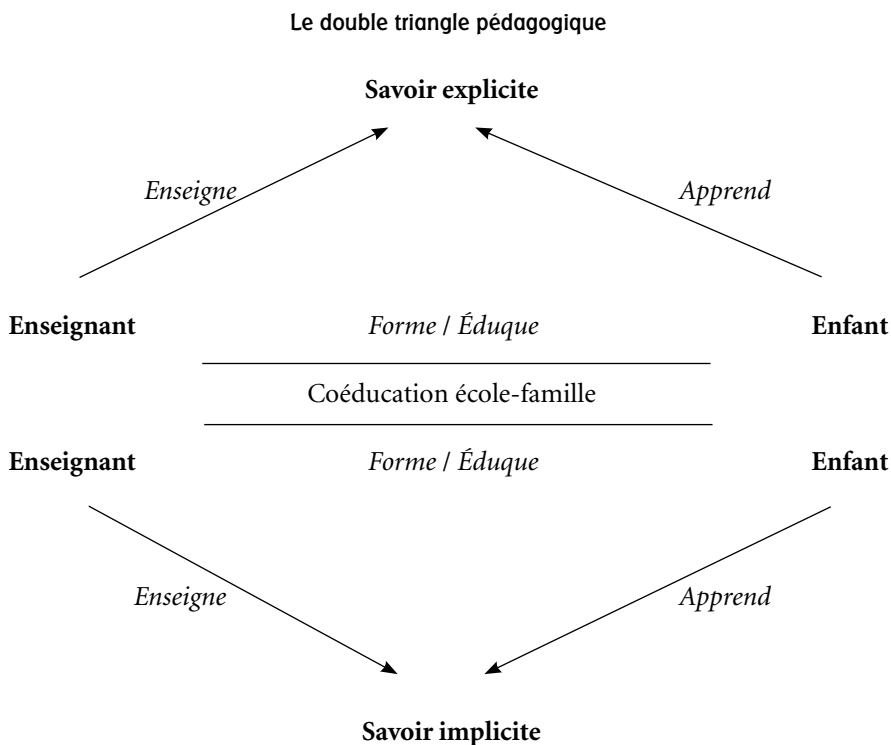 Le double triangle pédagogique
Savoir explicite
Enseigne
Apprend
Enseignant
Forme / Éduque
Enfant
Coéducation école-famille
Enseignant
Forme / Éduque
Enfant
Enseigne
Apprend
Savoir implicite